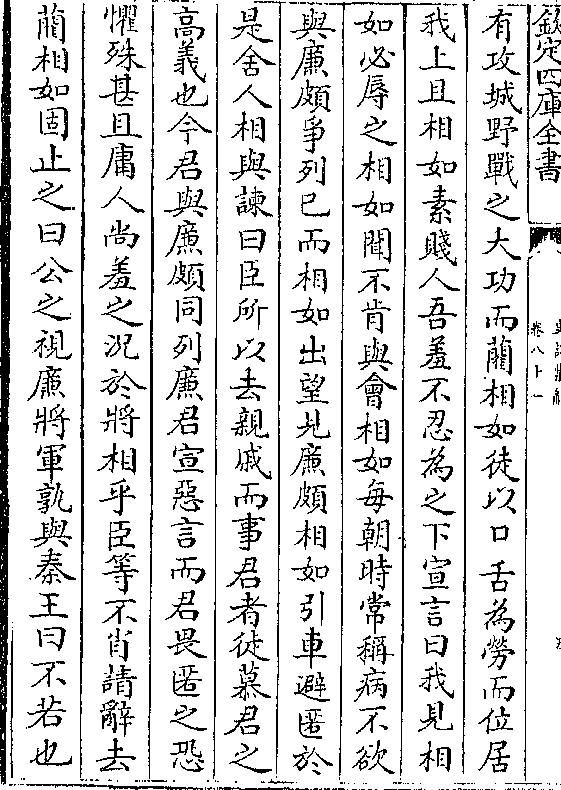 欽定四庫全書
卷八十一
有攻城野戰之大功而藺相如徒以口舌為勞而位居
我上且相如素賤人吾羞不忍為之下宣言曰我見相
如必辱之相如聞不肯與會相如每朝時常稱病不欲
與廉頗爭列已而相如出望見廉頗相如引車避匿於
是舍人相與諫曰臣所以去親戚而事君者徒慕君之
高義也今君與廉頗同列廉君宣惡言而君畏匿之恐
懼殊甚且庸人尚羞之況於將相乎臣等不肖請辭去
藺相如固止之曰公之視廉將軍孰與秦王曰不若也